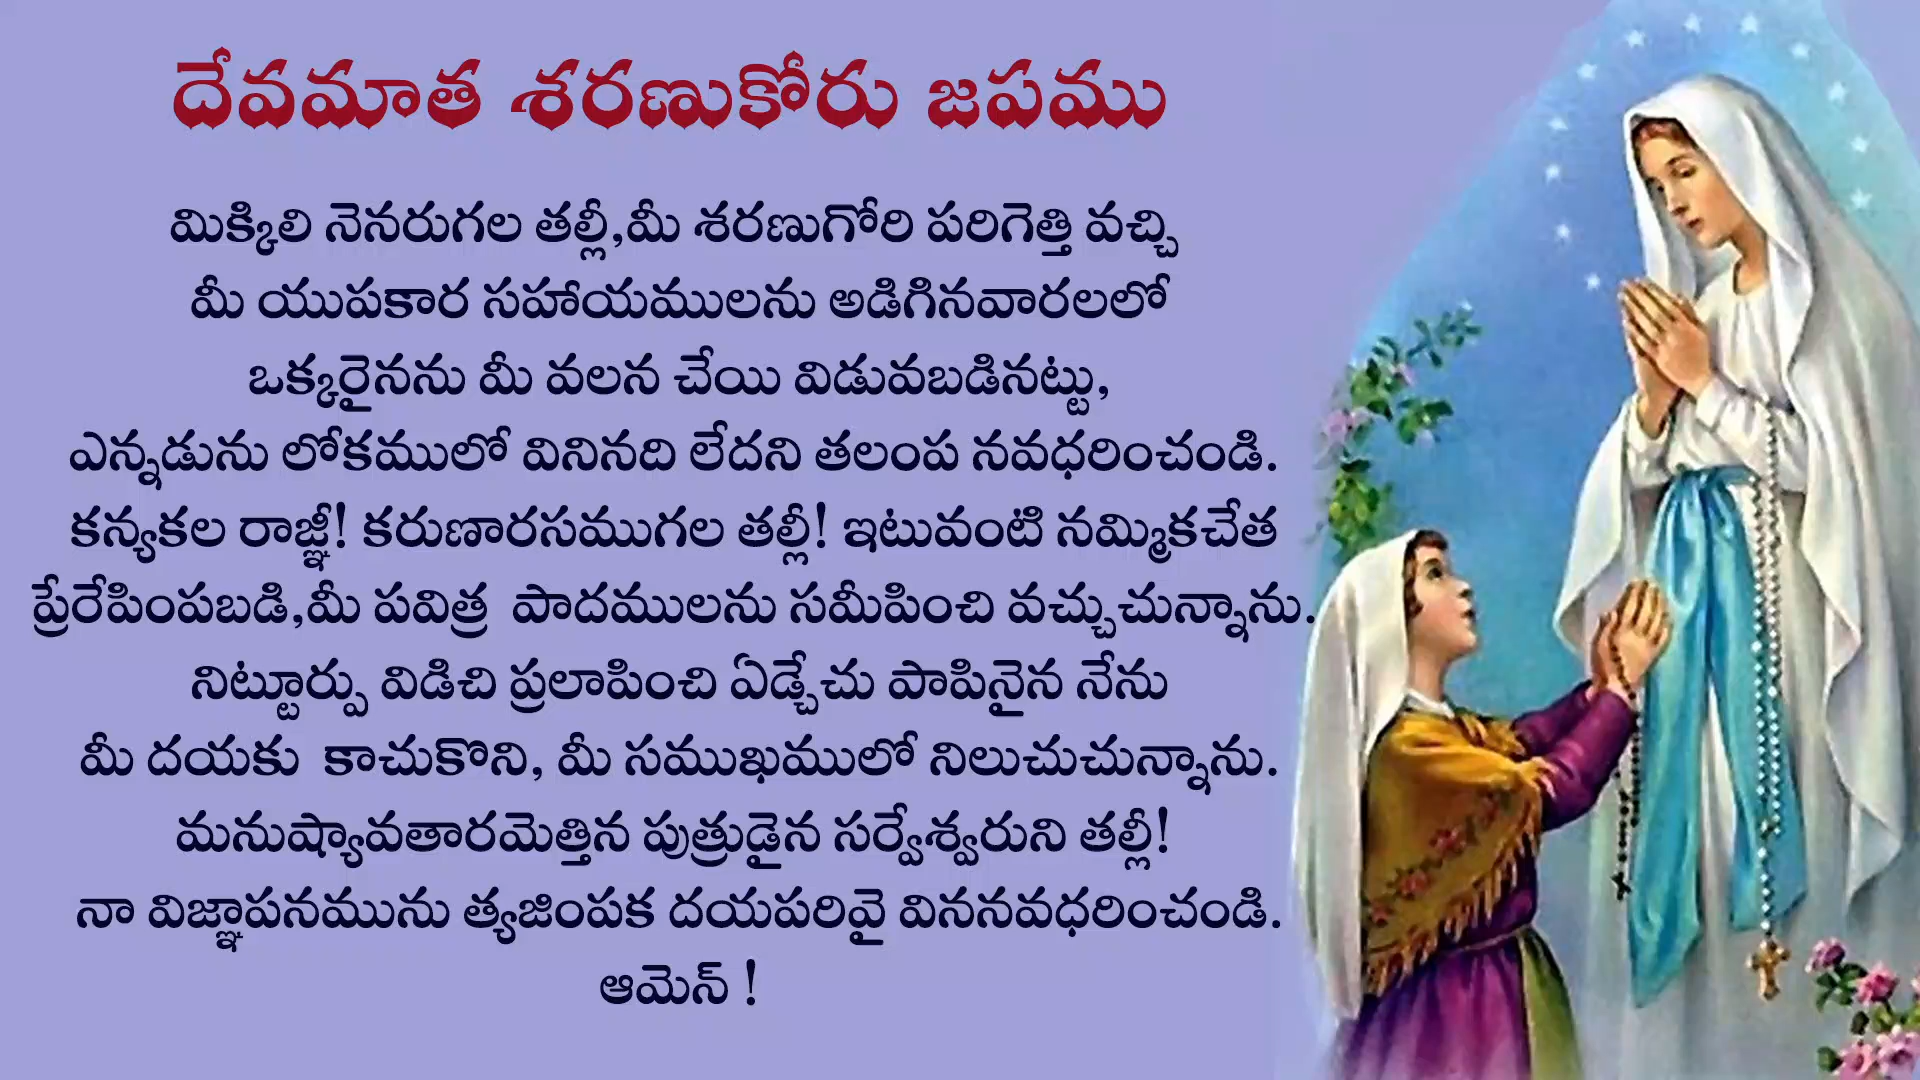 దేవమాత శరణుకోరు జపము
మిక్కిలి నెనరుగల తల్లీ,మీ శరణుగోరి పరిగెత్తి వచ్చి
మీ యుపకార సహాయములను అడిగినవారలలో
ఒక్కరైనను మీ వలన చేయి విడువబడినట్టు,
ఎన్నడును లోకములో వినినది లేదని తలంప నవధరించండి.
కన్యకల రాజ్ఞీ! కరుణారసముగల తల్లీ! ఇటువంటి నమ్మికచేత
ప్రేరేపింపబడి,మీ పవిత్ర పాదములను సమీపించి వచ్చుచున్నాను.
నిట్టూర్పు విడిచి ప్రలాపించి ఏడ్చేచు పాపినైన నేను
మీ దయకు కాచుకొని, మీ సముఖములో నిలుచుచున్నాను.
మనుష్యావతారమెత్తిన పుత్రుడైన సర్వేశ్వరుని తల్లీ!
నా విజ్ఞాపనమును త్యజింపక దయపరివై విననవధరించండి.
ఆమెన్ !